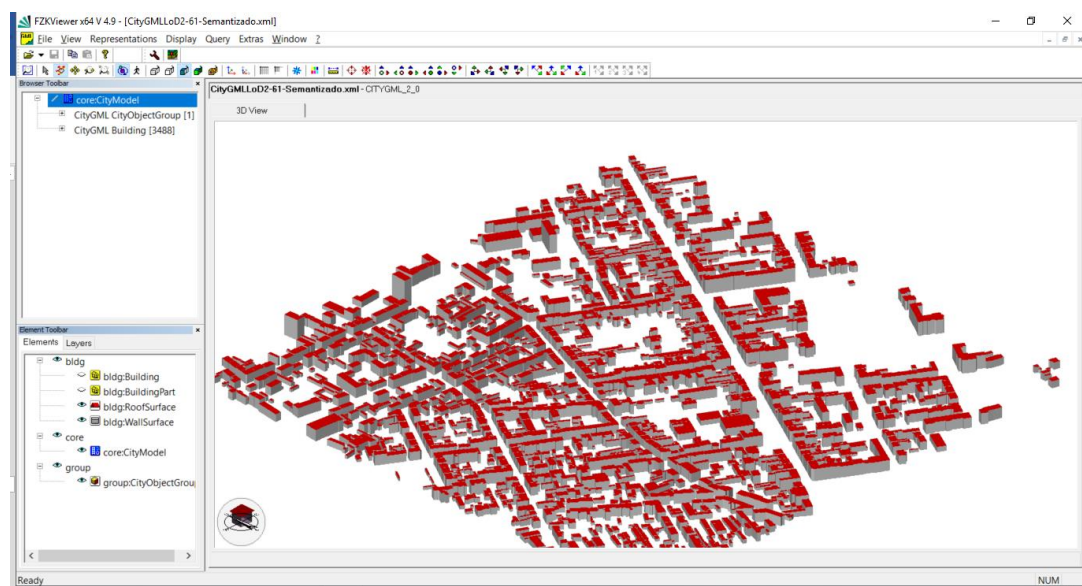 FZKViewer x64 V 4.9 - [CityGMLLoD2-61-Semantizado.xml]
File View Representations Display Query Extras Window ?
Browser Toolbar
core:CityModel
CityGML CityObjectGroup [1]
CityGML Building [3488]
CityGMLLoD2-61-Semantizado.xml - CITYGML_2_0
3D View
Element Toolbar
Elements Layers
bldg
bldg:Building
bldg:BuildingPart
bldg:RoofSurface
bldg:WallSurface
core
core:CityModel
group
group:CityObjectGrou
Ready NUM